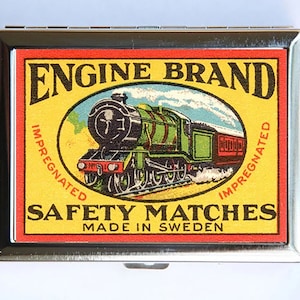 ENGINE BRAND
IMPREGNATED
IMPREGNATED
SAFETY MATCHES
MADE IN SWEDEN